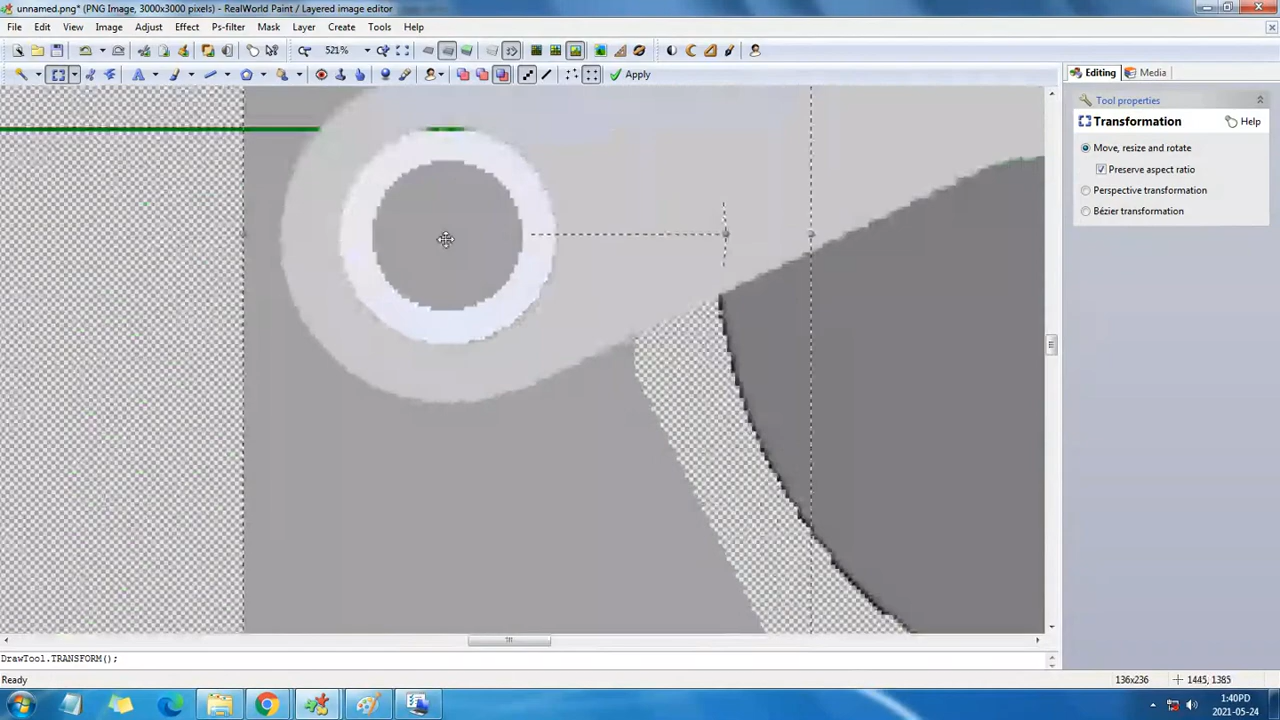 unnamed.png* (PNG Image, 3000x3000 pixels) - RealWorld Paint / Layered image editor
File Edit View Image Adjust Effect Ps-filter Mask Layer Create Tools Help
521%
Apply
Editing Media
Tool properties
Transformation Help
Move, resize and rotate
Preserve aspect ratio
Perspective transformation
Bézier transformation
DrawTool.TRANSFORM();
Ready 136x236 1445, 1385
1:40PD
2021-05-24